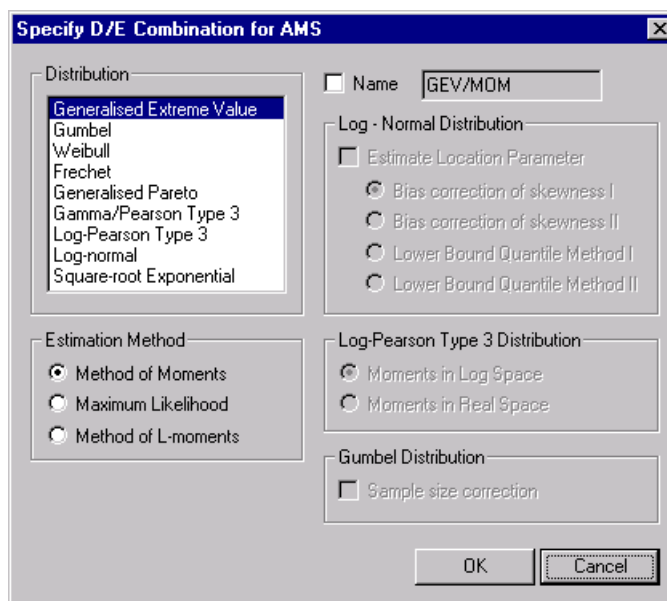 Specify D/E Combination for AMS
Distribution
Generalised Extreme Value
Gumbel
Weibull
Frechet
Generalised Pareto
Gamma/Pearson Type 3
Log-Pearson Type 3
Log-normal
Square-root Exponential
Estimation Method
Method of Moments
Maximum Likelihood
Method of L-moments
Name
GEV/MOM
Log - Normal Distribution
Estimate Location Parameter
Bias correction of skewness I
Bias correction of skewness II
Lower Bound Quantile Method I
Lower Bound Quantile Method II
Log-Pearson Type 3 Distribution
Moments in Log Space
Moments in Real Space
Gumbel Distribution
Sample size correction
OK
Cancel